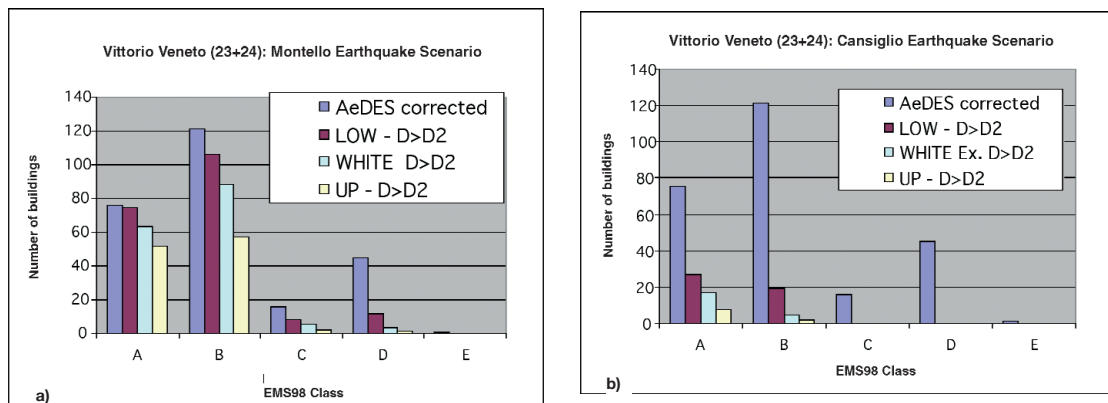 Vittorio Veneto (23+24): Montello Earthquake Scenario
Number of buildings
140
120
100
80
60
40
20
0
AeDES corrected
LOW - D>D2
WHITE D>D2
UP - D>D2
A B C D E
EMS98 Class
a)
Vittorio Veneto (23+24): Cansiglio Earthquake Scenario
Number of buildings
140
120
100
80
60
40
20
0
AeDES corrected
LOW - D>D2
WHITE Ex. D>D2
UP - D>D2
A B C D E
EMS98 Class
b)